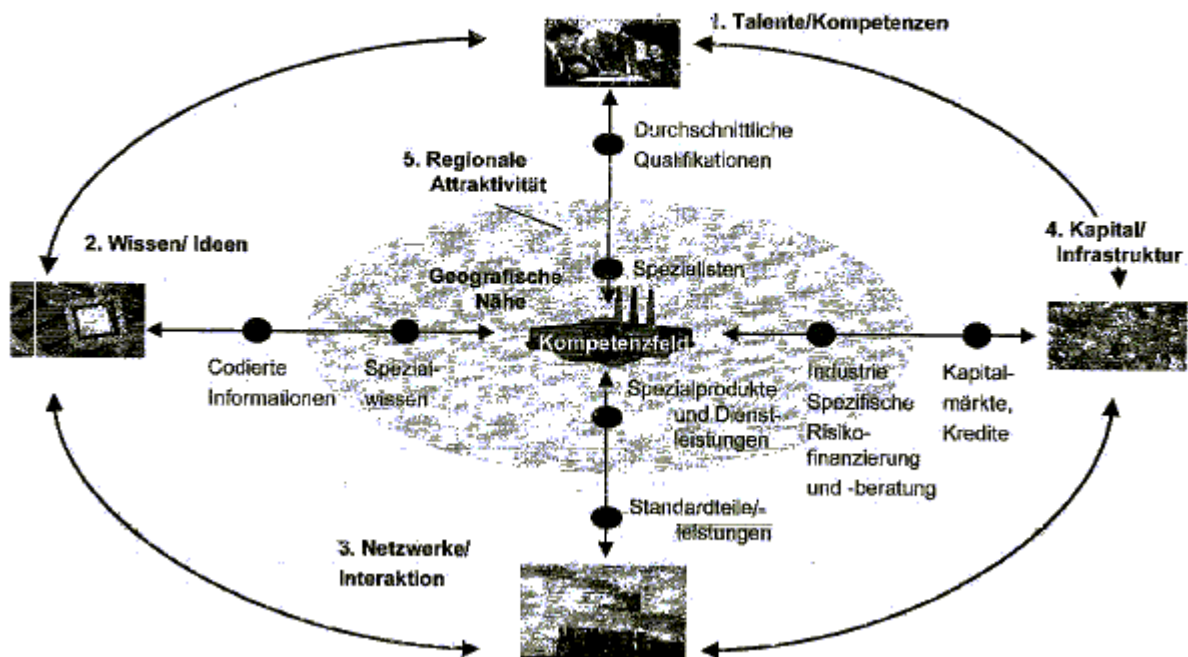 1. Talente/Kompetenzen
Durchschnittliche
Qualifikationen
5. Regionale
Attraktivität
2. Wissen/ Ideen
4. Kapital/
Infrastruktur
Geografische
Nähe
Spezialisten
Kompetenzfeld
Codierte
Informationen
Spezial-
wissen
Spezialprodukte
und Dienst-
leistungen
Industrie
Spezifische
Risiko-
finanzierung
und -beratung
Kapital-
märkte,
Kredite
Standardteile/-
leistungen
3. Netzwerke/
Interaktion